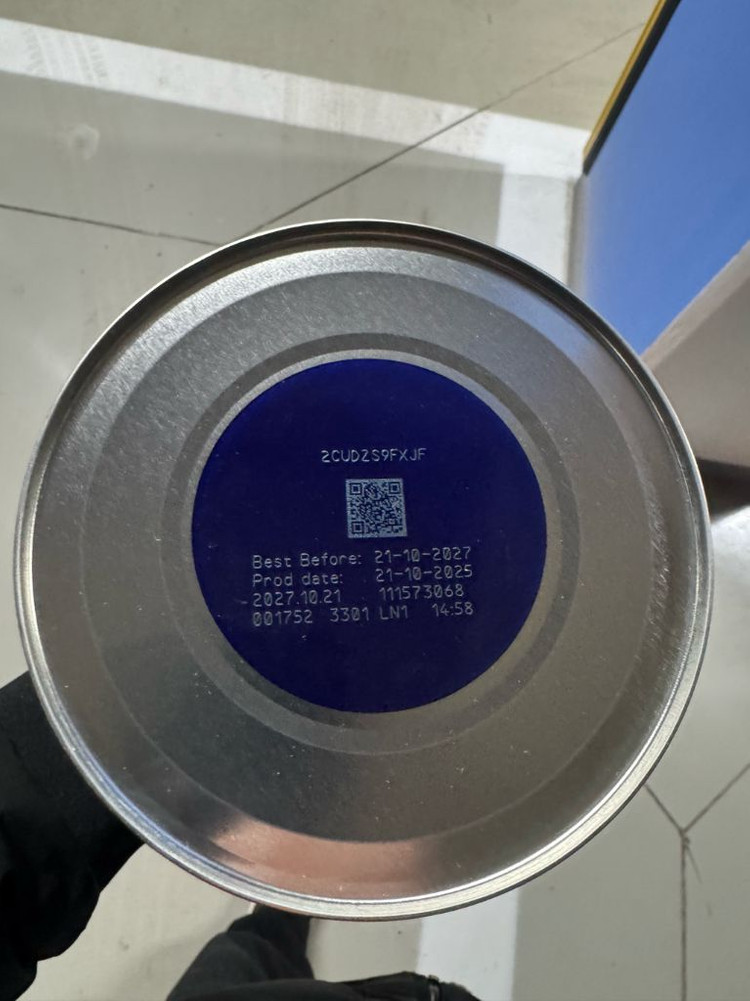 2CUDZS9FXJF
Best Before: 21-10-2027
Prod date: 21-10-2025
2027.10.21 111573068
001752 3301 LN1 14:58